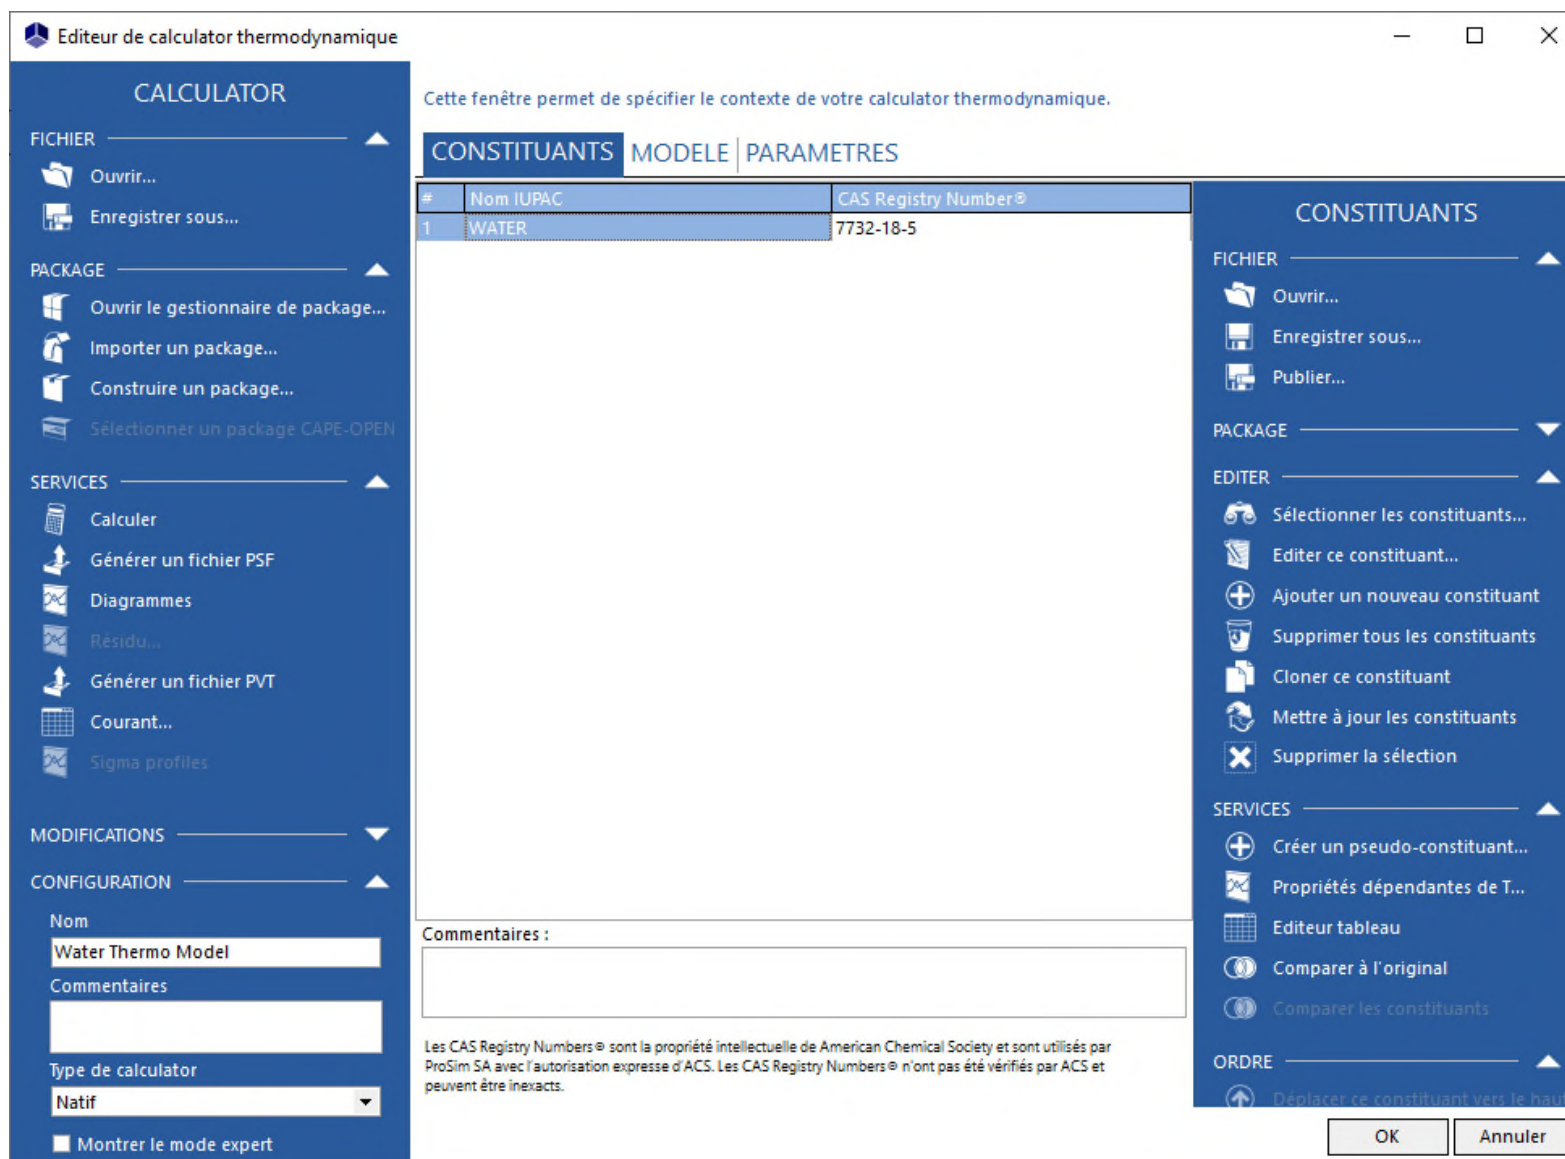 Editeur de calculator thermodynamique
CALCULATOR
FICHIER
Ouvrir...
Enregistrer sous...
PACKAGE
Ouvrir le gestionnaire de package...
Importer un package...
Construire un package...
Sélectionner un package CAPE-OPEN
SERVICES
Calculer
Générer un fichier PSF
Diagrammes
Résidu...
Générer un fichier PVT
Courant...
Sigma profiles
MODIFICATIONS
CONFIGURATION
Nom
Water Thermo Model
Commentaires
Type de calculator
Natif
Montrer le mode expert
Cette fenêtre permet de spécifier le contexte de votre calculator thermodynamique.
CONSTITUANTS MODELE PARAMETRES
# Nom IUPAC CAS Registry Number®
1 WATER 7732-18-5
Commentaires :
Les CAS Registry Numbers® sont la propriété intellectuelle de American Chemical Society et sont utilisés par
ProSim SA avec l'autorisation expresse d'ACS. Les CAS Registry Numbers® n'ont pas été vérifiés par ACS et
peuvent être inexacts.
CONSTITUANTS
FICHIER
Ouvrir...
Enregistrer sous...
Publier...
PACKAGE
EDITER
Sélectionner les constituants...
Editer ce constituant...
Ajouter un nouveau constituant
Supprimer tous les constituants
Cloner ce constituant
Mettre à jour les constituants
Supprimer la sélection
SERVICES
Créer un pseudo-constituant...
Propriétés dépendantes de T...
Editeur tableau
Comparer à l'original
Comparer les constituants
ORDRE
Déplacer ce constituant vers le haut
OK Annuler